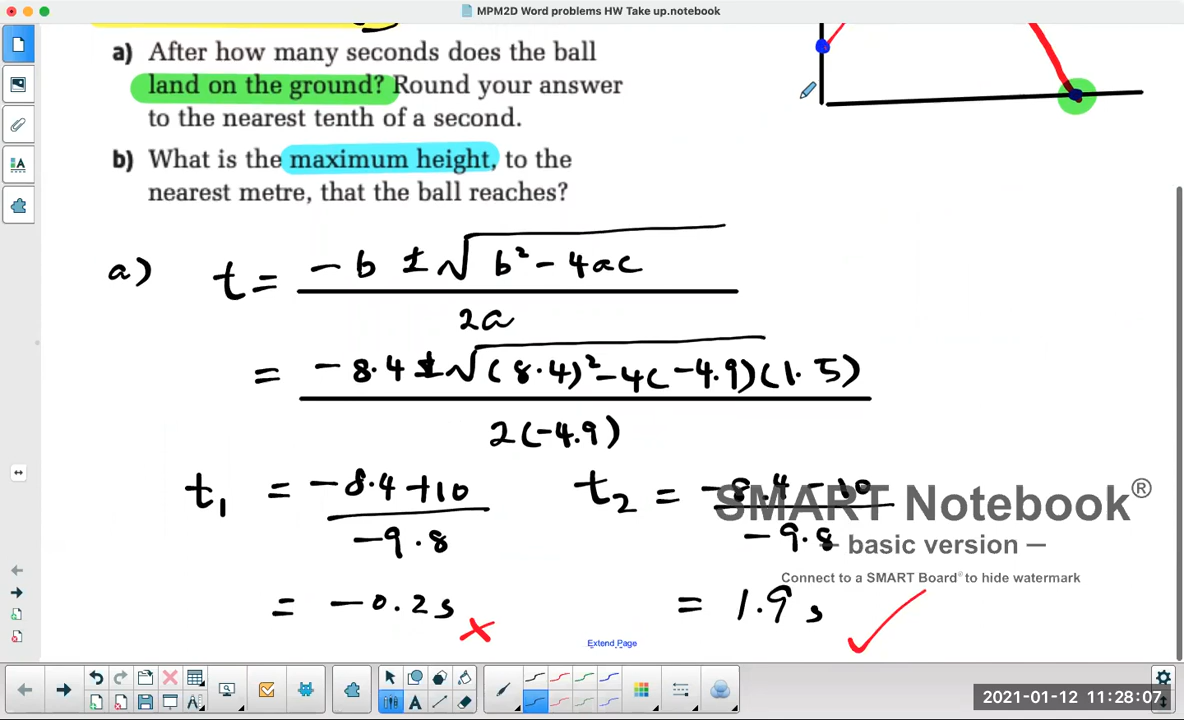 MPM2D Word problems HW Take up.notebook
a) After how many seconds does the ball
land on the ground? Round your answer
to the nearest tenth of a second.
b) What is the maximum height, to the
nearest metre, that the ball reaches?
a) t = −b ± √(b² − 4ac)
2a
= −8.4 ± √((8.4)² − 4(−4.9)(1.5))
2(−4.9)
t₁ = −8.4 + 10 t₂ = −8.4 − 10
−9.8 −9.8
= −0.2s = 1.9 s
SMART Notebook®
— basic version —
Connect to a SMART Board® to hide watermark
Extend Page
2021-01-12 11:28:07